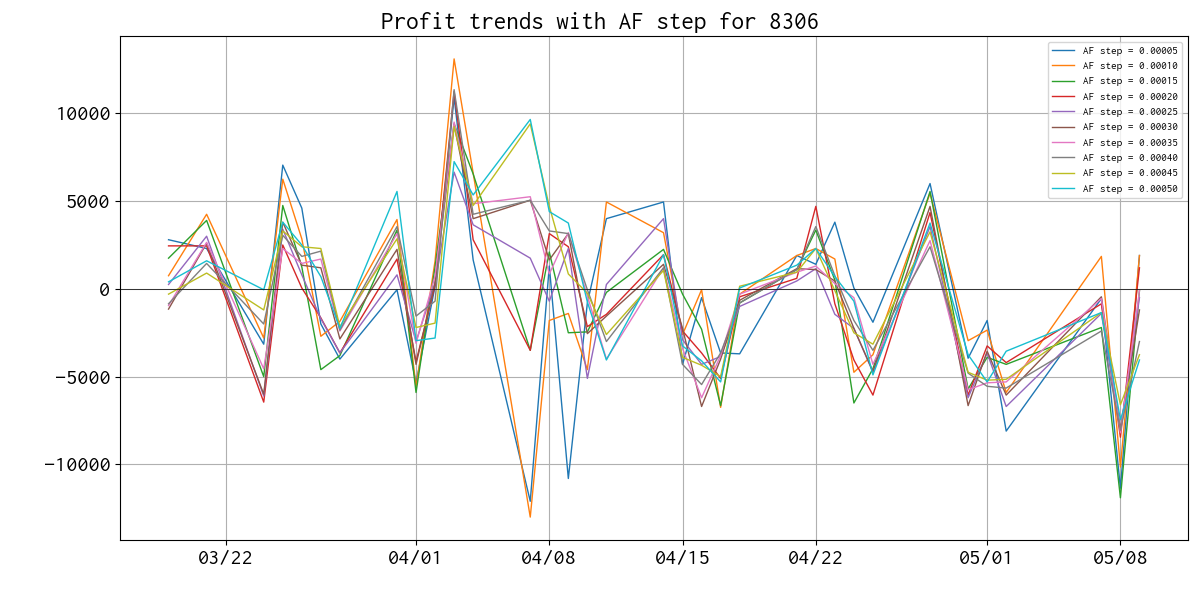 Profit trends with AF step for 8306
10000
5000
0
−5000
−10000
03/22
04/01
04/08
04/15
04/22
05/01
05/08
AF step = 0.00005
AF step = 0.00010
AF step = 0.00015
AF step = 0.00020
AF step = 0.00025
AF step = 0.00030
AF step = 0.00035
AF step = 0.00040
AF step = 0.00045
AF step = 0.00050